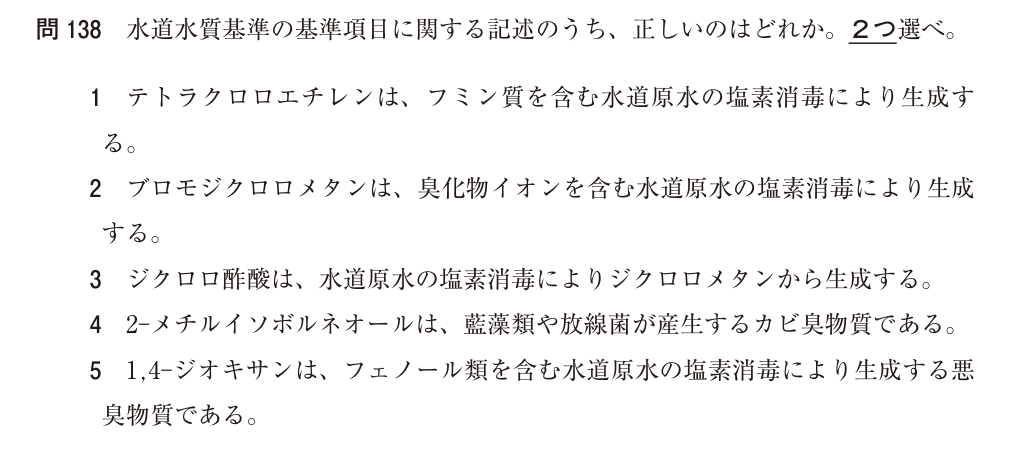 問 138 水道水質基準の基準項目に関する記述のうち、正しいのはどれか。2つ選べ。
1 テトラクロロエチレンは、フミン質を含む水道原水の塩素消毒により生成す
る。
2 ブロモジクロロメタンは、臭化物イオンを含む水道原水の塩素消毒により生成
する。
3 ジクロロ酢酸は、水道原水の塩素消毒によりジクロロメタンから生成する。
4 2-メチルイソボルネオールは、藍藻類や放線菌が産生するカビ臭物質である。
5 1,4-ジオキサンは、フェノール類を含む水道原水の塩素消毒により生成する悪
臭物質である。